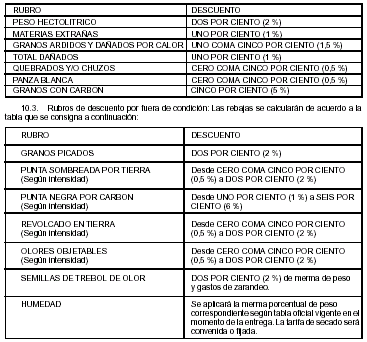 RUBRO DESCUENTO
PESO HECTOLITRICO DOS POR CIENTO (2 %)
MATERIAS EXTRAÑAS UNO POR CIENTO (1 %)
GRANOS ARDIDOS Y DAÑADOS POR CALOR UNO COMA CINCO POR CIENTO (1,5 %)
TOTAL DAÑADOS UNO POR CIENTO (1 %)
QUEBRADOS Y/O CHUZOS CERO COMA CINCO POR CIENTO (0,5 %)
PANZA BLANCA CERO COMA CINCO POR CIENTO (0,5 %)
GRANOS CON CARBON CINCO POR CIENTO (5 %)
10.3. Rubros de descuento por fuera de condición: Las rebajas se calcularán de acuerdo a la
tabla que se consigna a continuación:
RUBRO DESCUENTO
GRANOS PICADOS DOS POR CIENTO (2 %)
PUNTA SOMBREADA POR TIERRA Desde CERO COMA CINCO POR CIENTO
(Según intensidad) (0,5 %) a DOS POR CIENTO (2 %)
PUNTA NEGRA POR CARBON Desde UNO POR CIENTO (1 %) a SEIS POR
(Según intensidad) CIENTO (6 %)
REVOLCADO EN TIERRA Desde CERO COMA CINCO POR CIENTO
(Según intensidad) (0,5 %) a DOS POR CIENTO (2 %)
OLORES OBJETABLES Desde CERO COMA CINCO POR CIENTO
(Según intensidad) (0,5 %) a DOS POR CIENTO (2 %)
SEMILLAS DE TREBOL DE OLOR DOS POR CIENTO (2 %) de merma de peso
y gastos de zarandeo.
HUMEDAD Se aplicará la merma porcentual de peso
correspondiente según tabla oficial vigente en el
momento de la entrega. La tarifa de secado será
convenida o fijada.